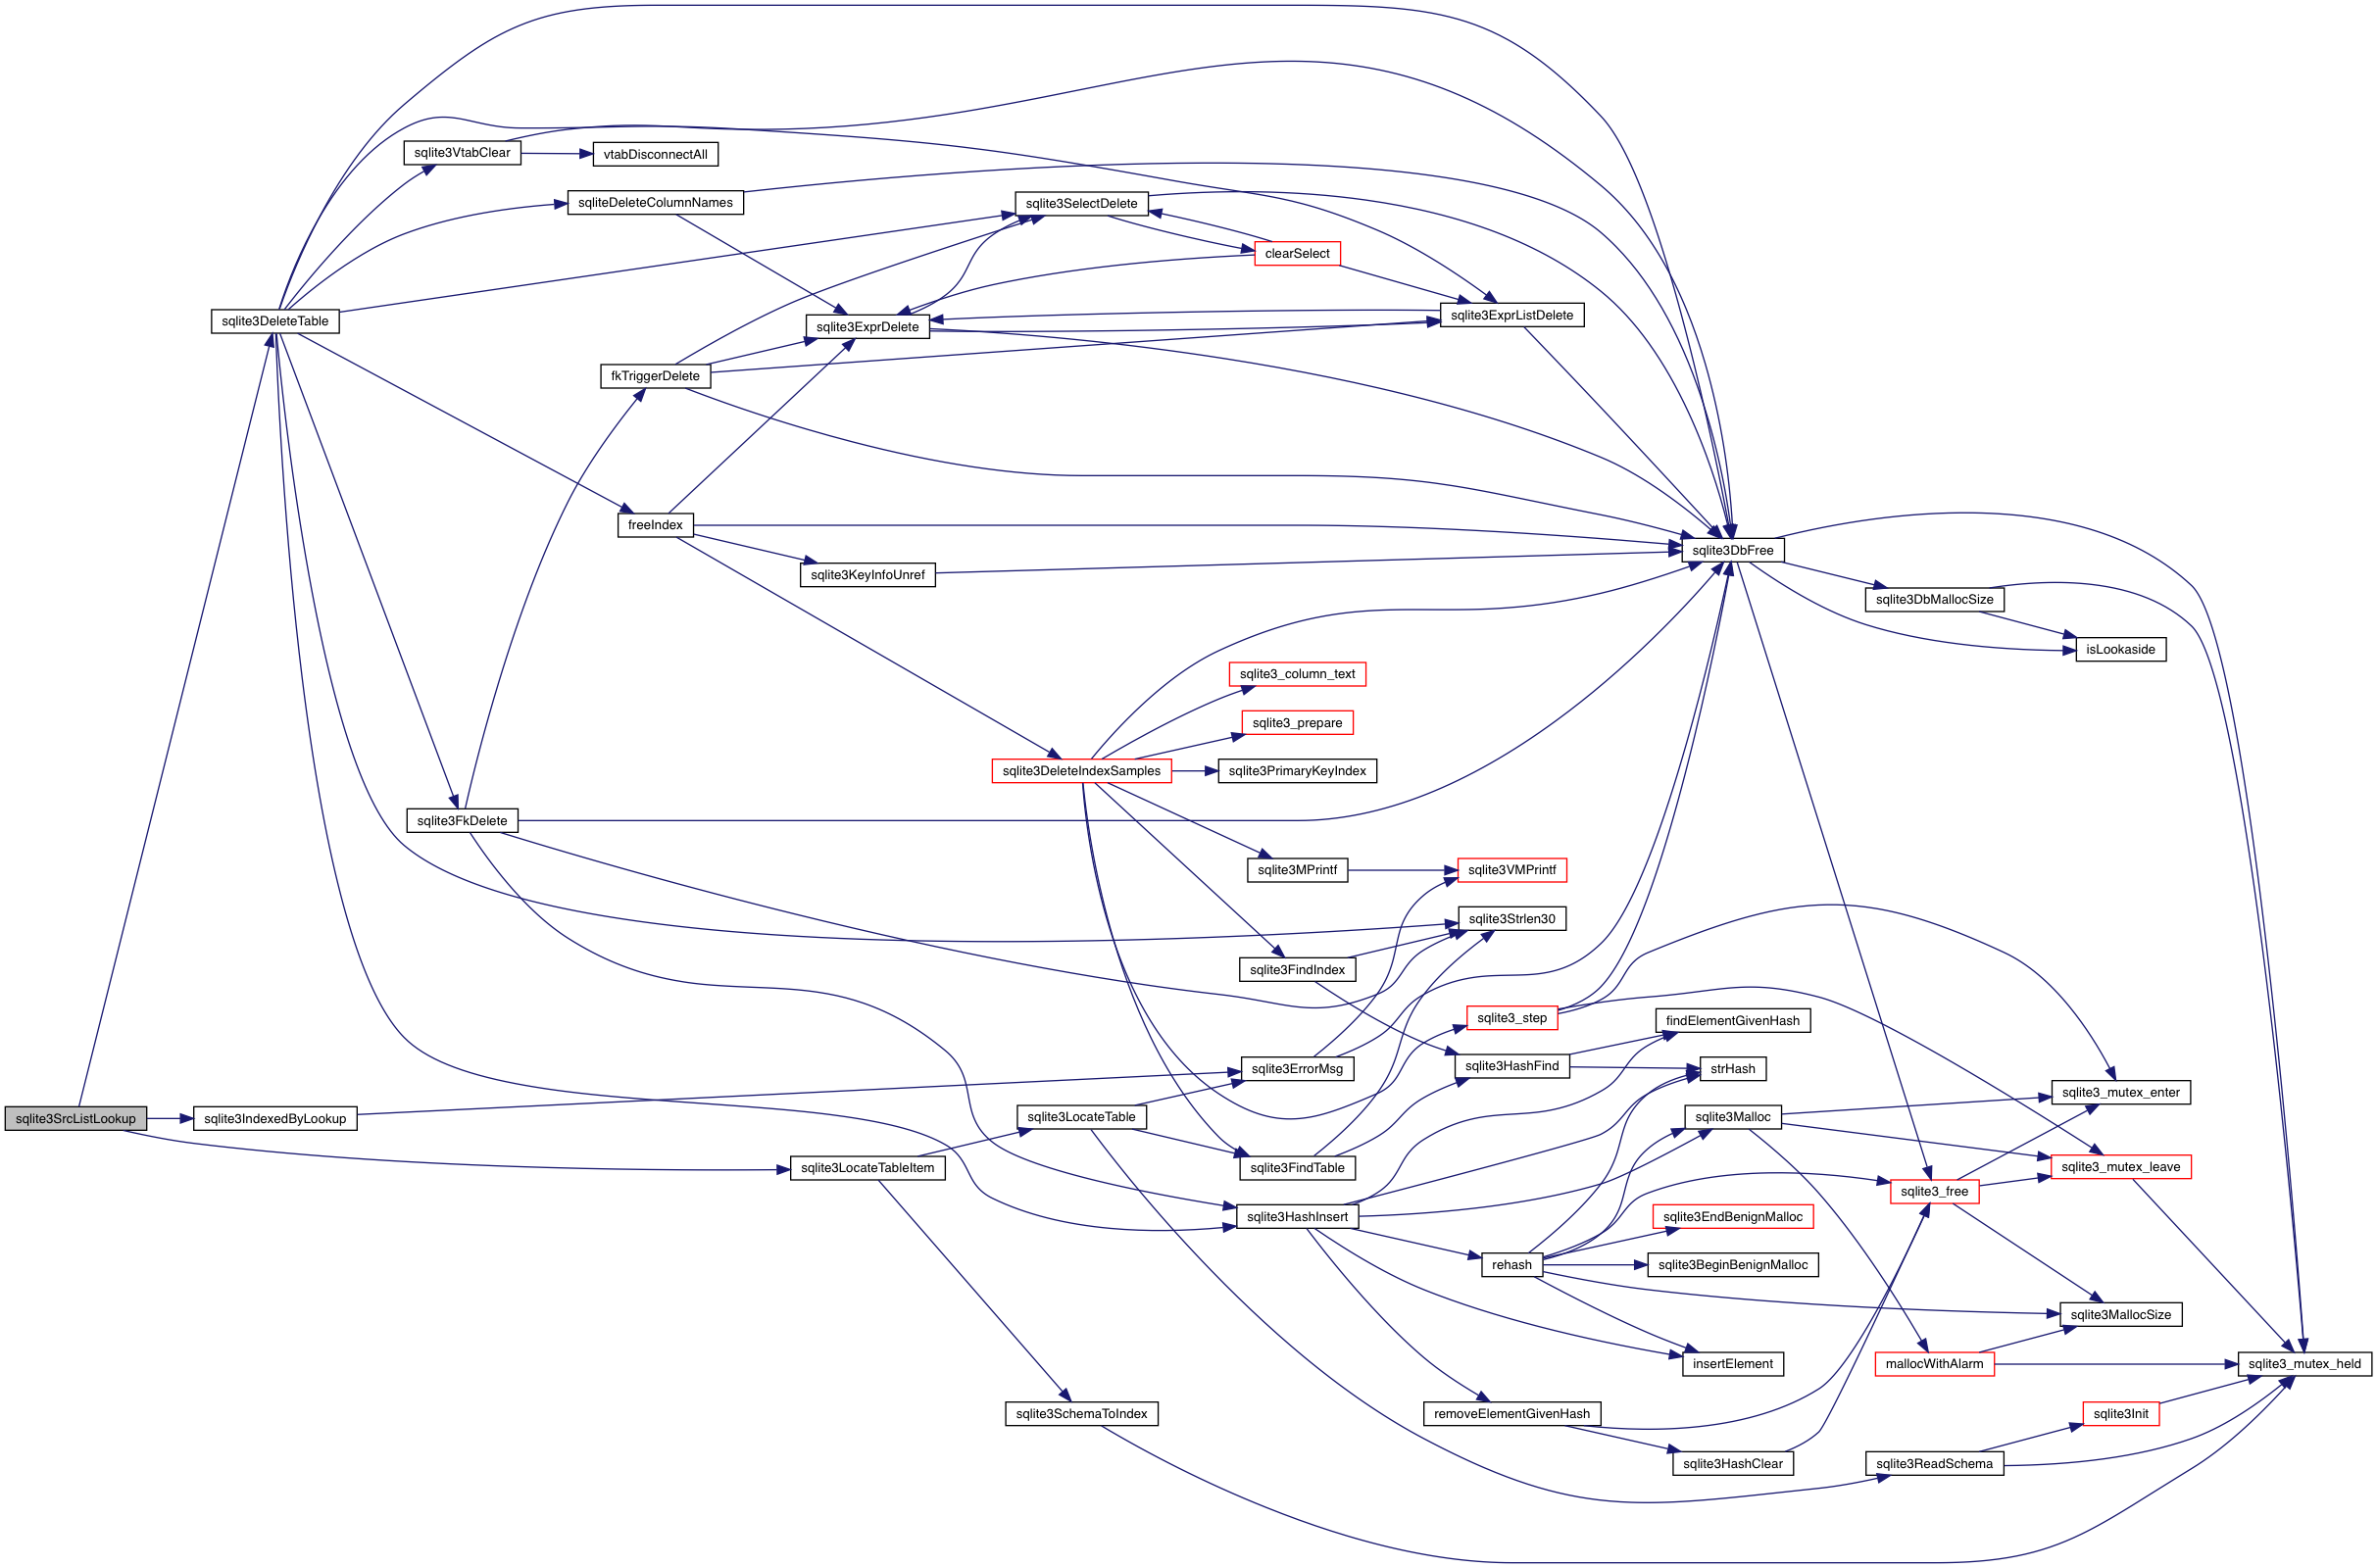 sqlite3VtabClear
vtabDisconnectAll
sqliteDeleteColumnNames
sqlite3SelectDelete
clearSelect
sqlite3DeleteTable
sqlite3ExprDelete
sqlite3ExprListDelete
fkTriggerDelete
freeIndex
sqlite3DbFree
sqlite3KeyInfoUnref
sqlite3DbMallocSize
isLookaside
sqlite3_column_text
sqlite3_prepare
sqlite3DeleteIndexSamples
sqlite3PrimaryKeyIndex
sqlite3FkDelete
sqlite3MPrintf
sqlite3VMPrintf
sqlite3Strlen30
sqlite3FindIndex
sqlite3_step
findElementGivenHash
sqlite3ErrorMsg
sqlite3HashFind
strHash
sqlite3_mutex_enter
sqlite3SrcListLookup
sqlite3IndexedByLookup
sqlite3LocateTable
sqlite3Malloc
sqlite3LocateTableItem
sqlite3FindTable
sqlite3_mutex_leave
sqlite3_free
sqlite3HashInsert
sqlite3EndBenignMalloc
rehash
sqlite3BeginBenignMalloc
sqlite3MallocSize
insertElement
mallocWithAlarm
sqlite3_mutex_held
sqlite3SchemaToIndex
removeElementGivenHash
sqlite3Init
sqlite3HashClear
sqlite3ReadSchema